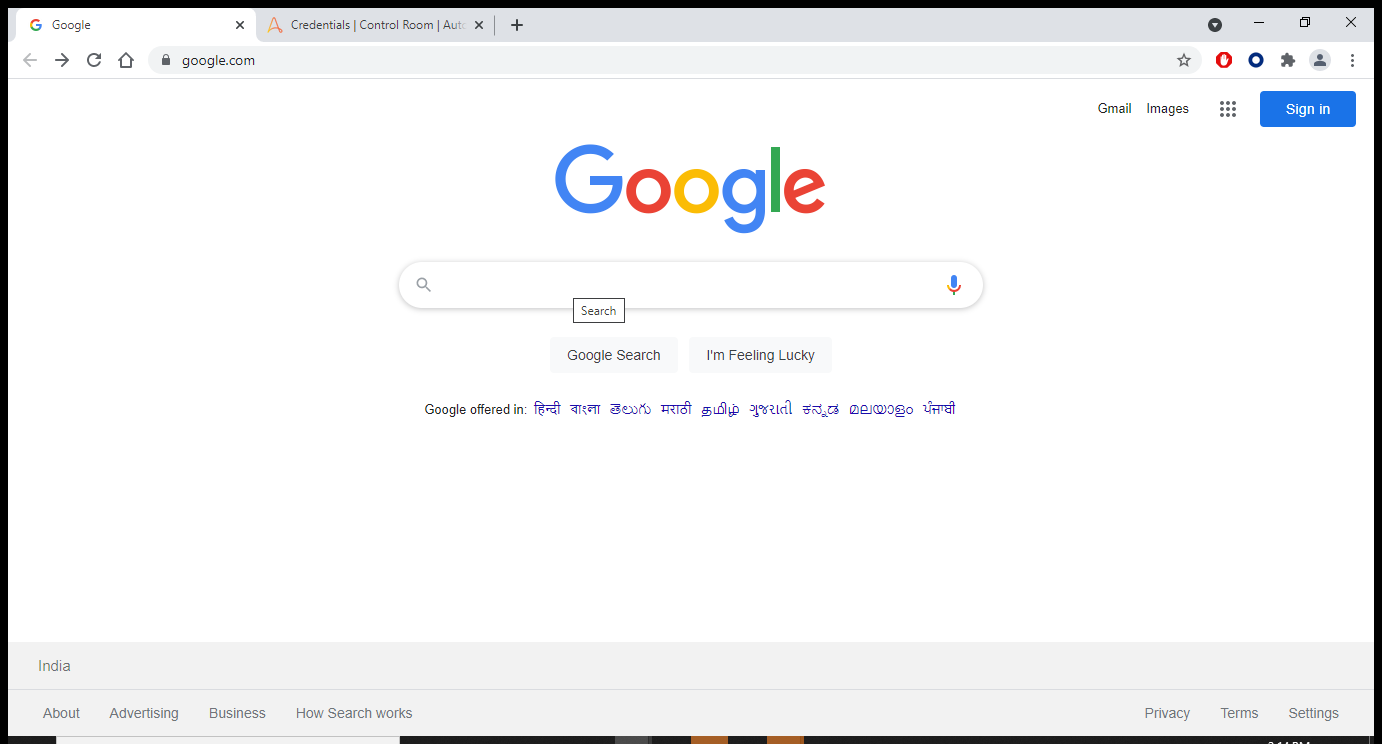 Google
Credentials | Control Room | Auto
google.com
Gmail Images Sign in
Google
Search
Google Search I'm Feeling Lucky
Google offered in: हिन्दी বাংলা తెలుగు मराठी தமிழ் ગુજરાતી ಕನ್ನಡ മലയാളം ਪੰਜਾਬੀ
India
About Advertising Business How Search works Privacy Terms Settings